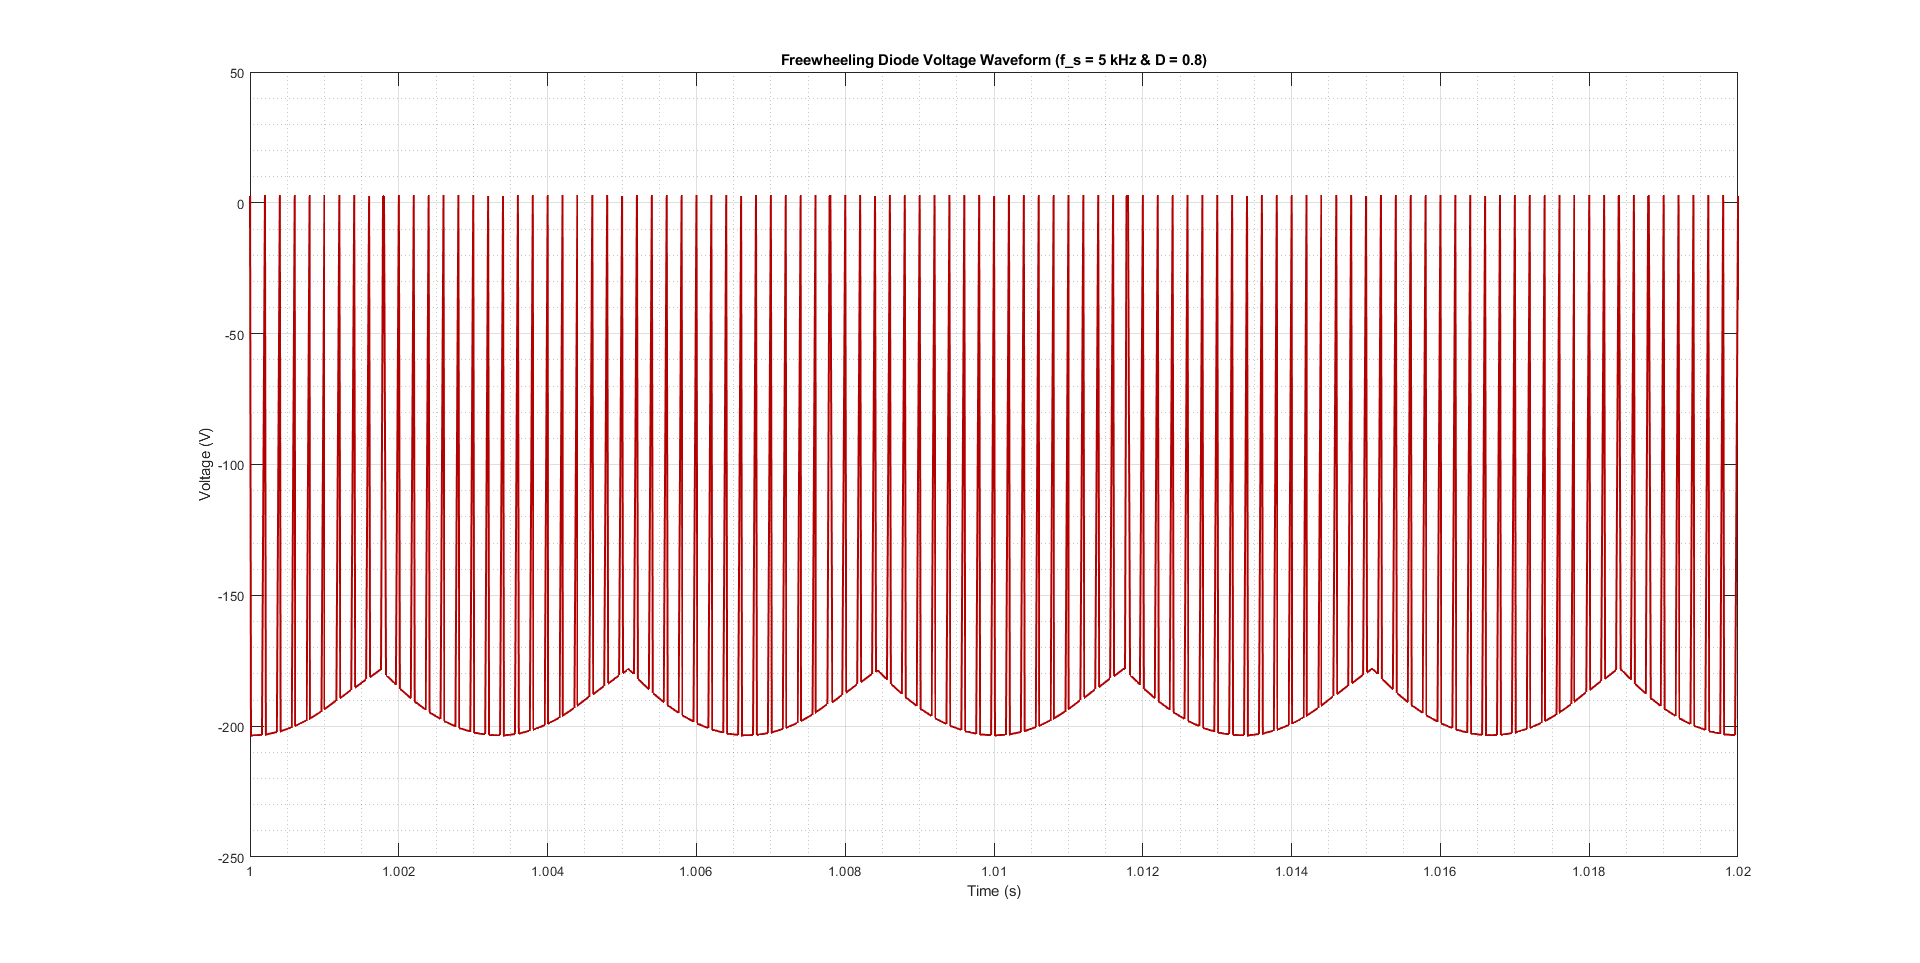 Freewheeling Diode Voltage Waveform (f_s = 5 kHz & D = 0.8)
50
0
-50
-100
-150
-200
-250
Voltage (V)
1 1.002 1.004 1.006 1.008 1.01 1.012 1.014 1.016 1.018 1.02
Time (s)